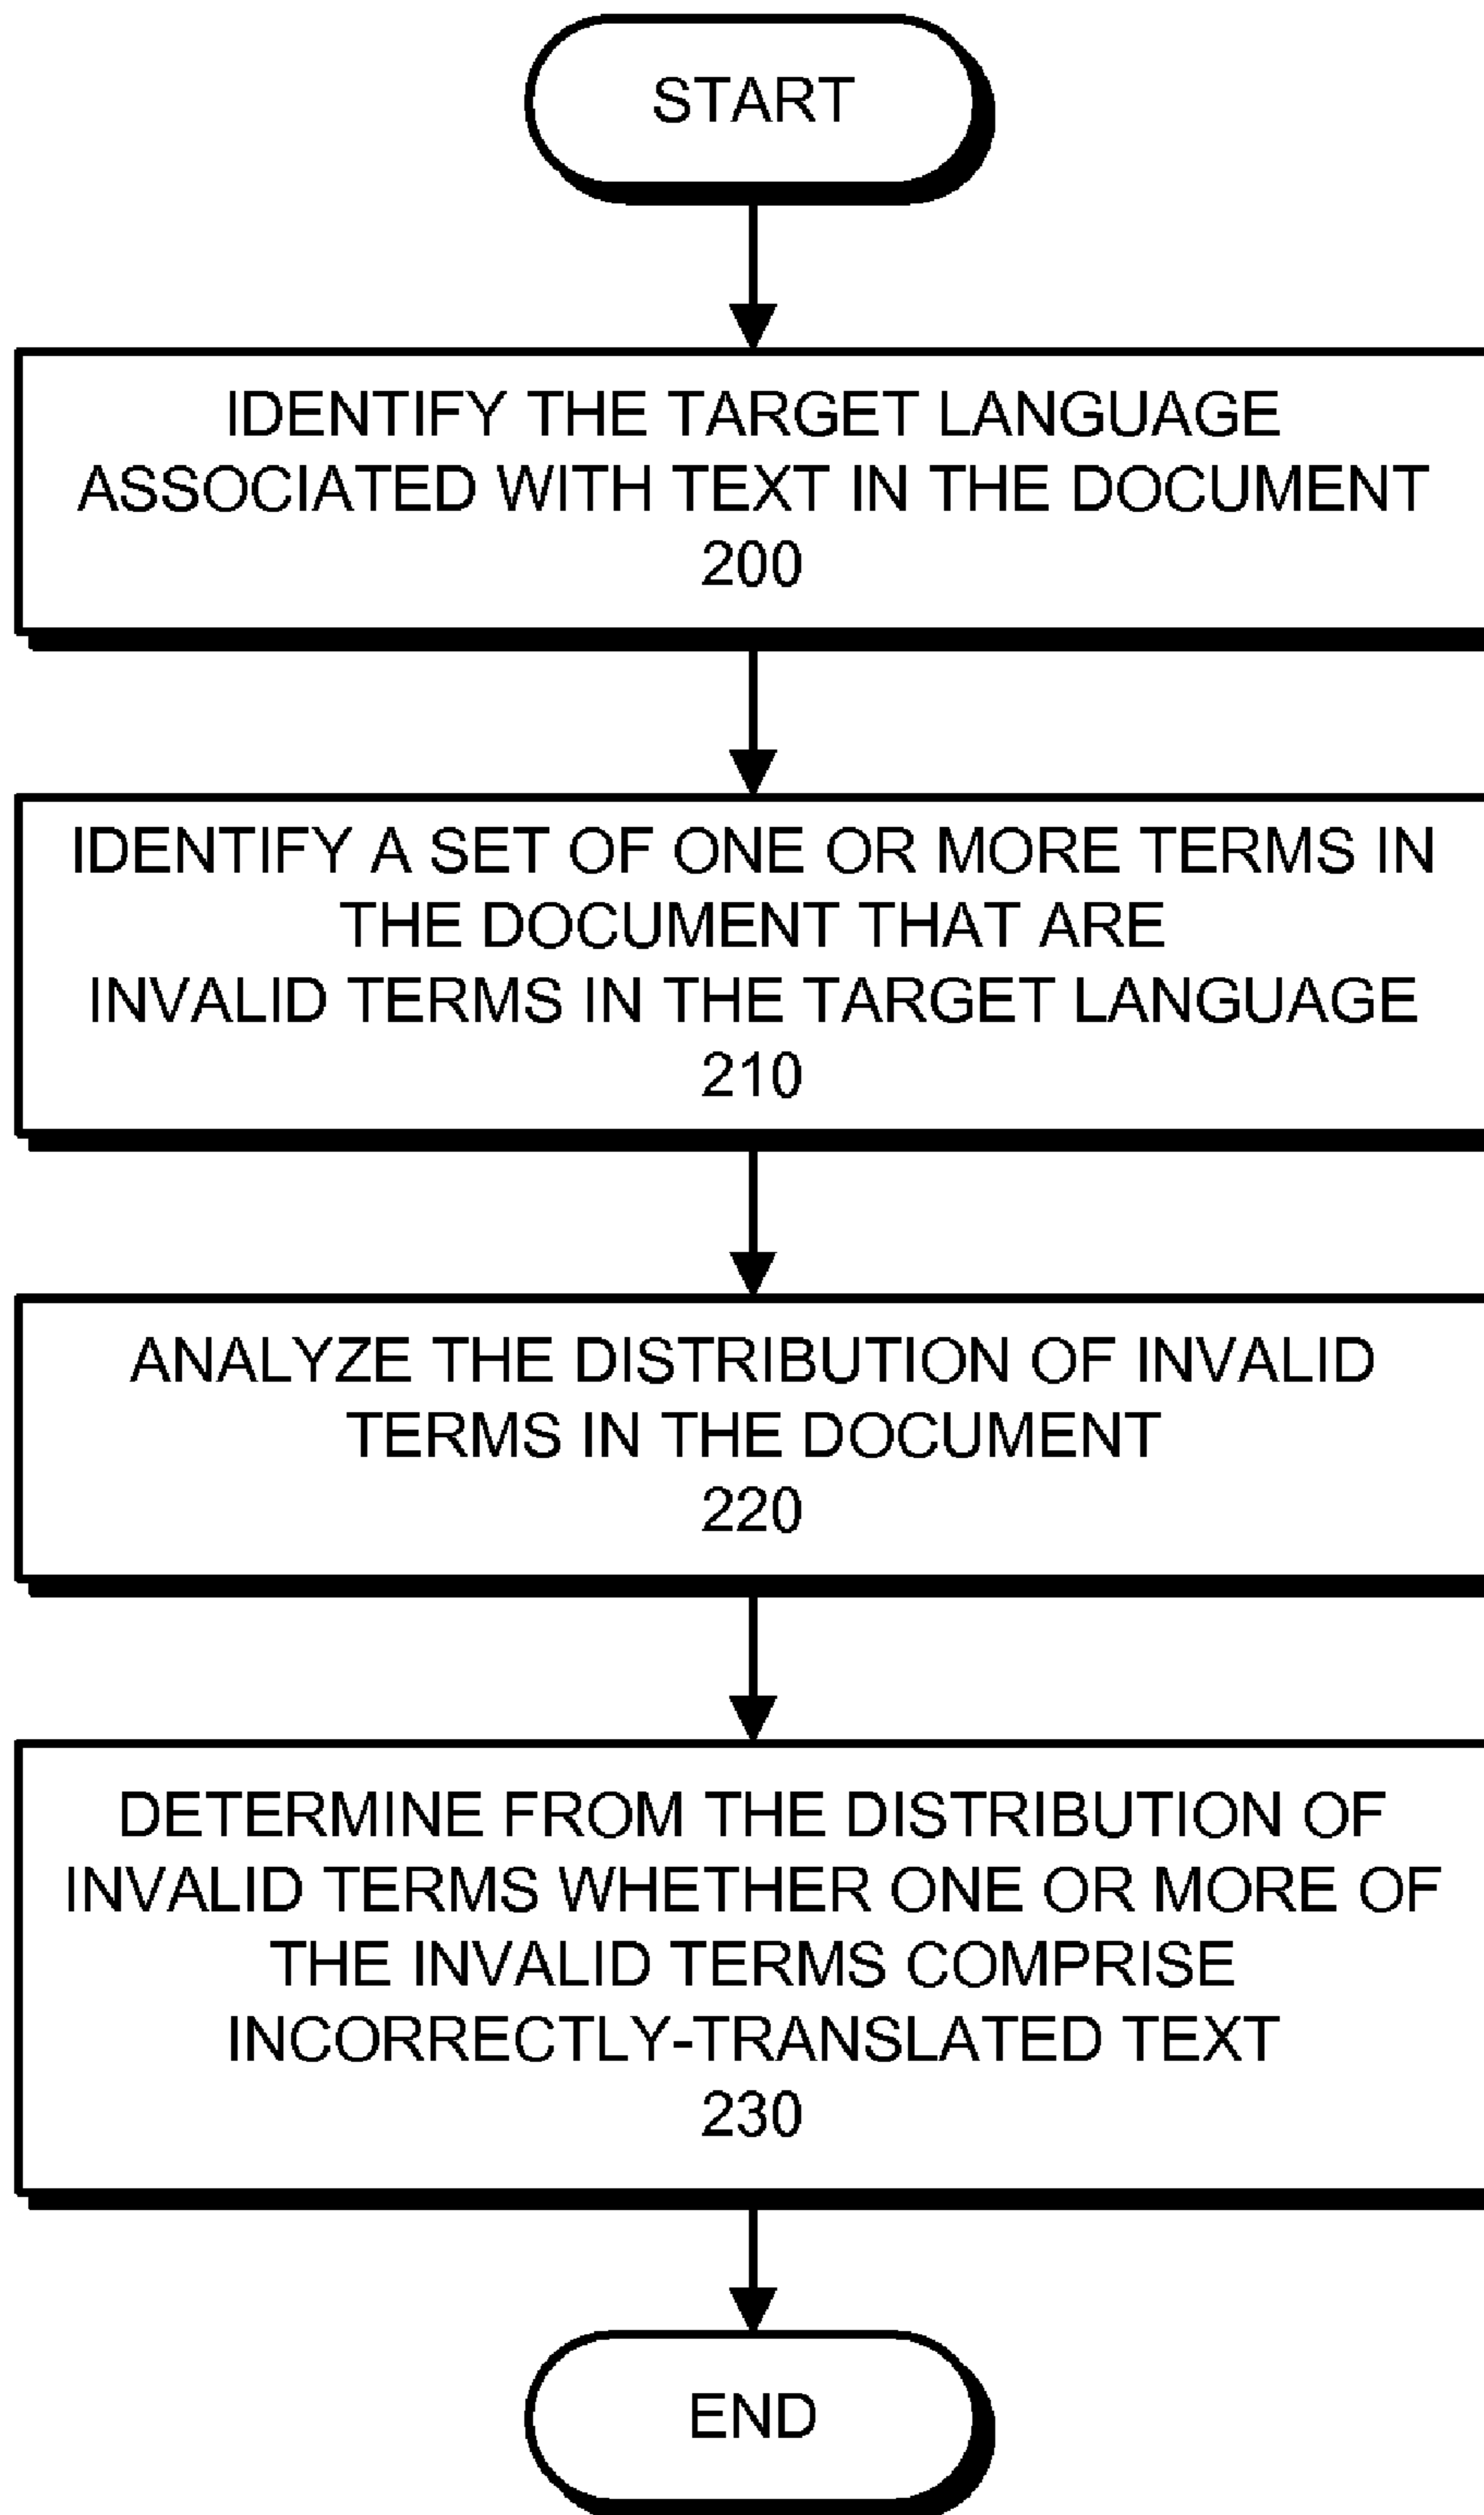 START
IDENTIFY THE TARGET LANGUAGE
ASSOCIATED WITH TEXT IN THE DOCUMENT
200
IDENTIFY A SET OF ONE OR MORE TERMS IN
THE DOCUMENT THAT ARE
INVALID TERMS IN THE TARGET LANGUAGE
210
ANALYZE THE DISTRIBUTION OF INVALID
TERMS IN THE DOCUMENT
220
DETERMINE FROM THE DISTRIBUTION OF
INVALID TERMS WHETHER ONE OR MORE OF
THE INVALID TERMS COMPRISE
INCORRECTLY-TRANSLATED TEXT
230
END